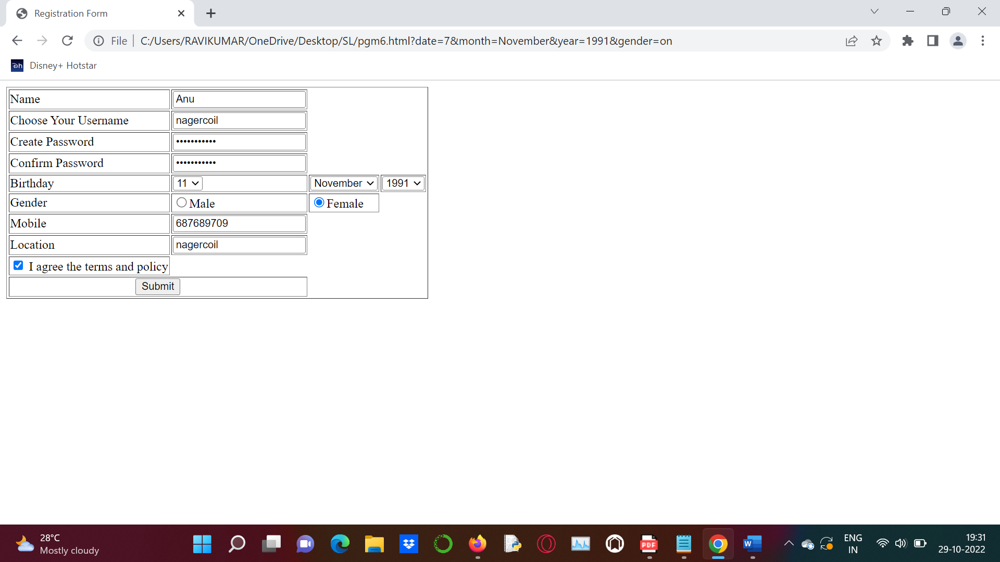 Registration Form
File C:/Users/RAVIKUMAR/OneDrive/Desktop/SL/pgm6.html?date=7&month=November&year=1991&gender=on
Dh Disney+ Hotstar
Name Anu
Choose Your Username nagercoil
Create Password •••••••••••
Confirm Password •••••••••••
Birthday 11 November 1991
Gender Male Female
Mobile 687689709
Location nagercoil
I agree the terms and policy
Submit
28°C
Mostly cloudy
PDF
W
ENG
IN
19:31
29-10-2022